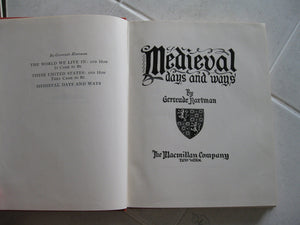 By Gertrude Hartman
THE WORLD WE LIVE IN: AND HOW
IT CAME TO BE
THESE UNITED STATES: AND HOW
THEY CAME TO BE
MEDIEVAL DAYS AND WAYS
Medieval
days and ways
By
Gertrude Hartman
The Macmillan Company
NEW YORK